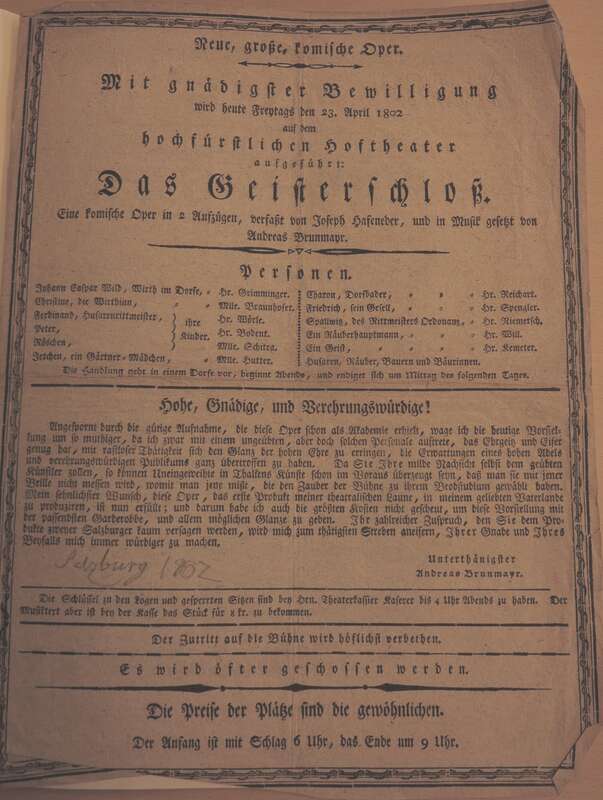 Neue, große, komische Oper.
Mit gnädigster Bewilligung
wird heute Freytags den 23. April 1802
auf dem
hochfürstlichen Hoftheater
aufgeführt:
Das Geisterschloß.
Eine komische Oper in 2 Aufzügen, verfaßt von Joseph Hafeneder, und in Musik gesetzt von
Andreas Brunmayr.
Personen.
Johann Caspar Wild, Wirth im Dorfe, Hr. Grimminger.
Christine, die Wirthinn, Mlle. Braunhofer.
Ferdinand, Husarenrittmeister, Hr. Wörle.
Peter, ihre Kinder. Hr. Bodent.
Röschen, Mlle. Schitra.
Jetchen, ein Gärtner-Mädchen, Mlle. Hutter.
Charon, Dorfbader, Hr. Reichart.
Friedrich, sein Gesell, Hr. Spengler.
Spallwitz, des Rittmeisters Ordonanz, Hr. Niemetsch.
Ein Räuberhauptmann, Hr. Will.
Ein Geist, Hr. Kemeter.
Husaren, Räuber, Bauern und Bäurinnen.
Die Handlung geht in einem Dorfe vor, beginnt Abends, und endiget sich um Mittag des folgenden Tages.
Hohe, Gnädige, und Verehrungswürdige!
Angespornt durch die gütige Aufnahme, die diese Oper schon als Akademie erhielt, wage ich die heutige Vorstel-
lung um so muthiger, da ich zwar mit einem ungeübten, aber doch solchen Personale auftrete, das Ehrgeiz und Eifer
genug hat, mit rastloser Thätigkeit sich den Glanz der hohen Ehre zu erringen, die Erwartungen eines hohen Adels
und verehrungswürdigen Publikums ganz übertroffen zu haben. Da Sie Ihre milde Nachsicht selbst dem geübten
Künstler zollen, so können Uneingeweihte in Thaliens Künste schon im Voraus überzeugt seyn, daß man sie nur jener
Beille nicht messen wird, womit man jene mißt, die den Zauber der Bühne zu ihrem Brodstudium gewählt haben.
Mein sehnlichster Wunsch, diese Oper, das erste Produkt meiner theatralischen Laune, in meinem geliebten Vaterlande
zu produziren, ist nun erfüllt; und darum habe ich auch die größten Kosten nicht gescheut, um diese Vorstellung mit
der passendsten Garderobbe, und allem möglichen Glanze zu geben. Ihr zahlreicher Zuspruch, den Sie dem Pro-
dukte zweyer Salzburger kaum versagen werden, wird mich zum thätigsten Streben aneifern, Ihrer Gnade und Ihres
Beyfalls mich immer würdiger zu machen.
Salzburg 1802
Unterthänigster
Andreas Brunmayr.
Die Schlüssel zu den Logen und gesperrten Sitzen sind bey Hrn. Theaterkassier Kaserer bis 4 Uhr Abends zu haben. Der
Musiktext aber ist bey der Kasse das Stück für 8 kr. zu bekommen.
Der Zutritt auf die Bühne wird höflichst verbethen.
Es wird öfter geschossen werden.
Die Preise der Plätze sind die gewöhnlichen.
Der Anfang ist mit Schlag 6 Uhr, das Ende um 9 Uhr.